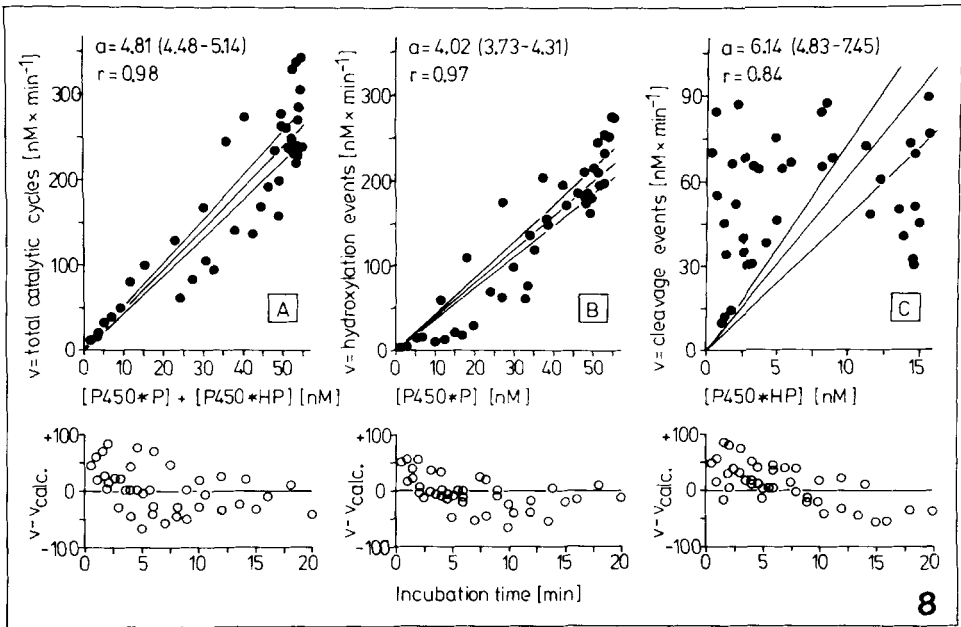 a = 4.81 (4.48-5.14)
r = 0.98
v = total catalytic cycles [nM × min⁻¹]
300
200
100
0
A
0 10 20 30 40 50
[P450*P] + [P450*HP] [nM]
a = 4.02 (3.73-4.31)
r = 0.97
v = hydroxylation events [nM × min⁻¹]
300
200
100
0
B
0 10 20 30 40 50
[P450*P] [nM]
a = 6.14 (4.83-7.45)
r = 0.84
v = cleavage events [nM × min⁻¹]
90
60
30
0
C
0 5 10 15
[P450*HP] [nM]
v - vcalc.
+100
0
-100
0 5 10 15 20
v - vcalc.
+100
0
-100
0 5 10 15 20
v - vcalc.
+100
0
-100
0 5 10 15 20
Incubation time [min]
8